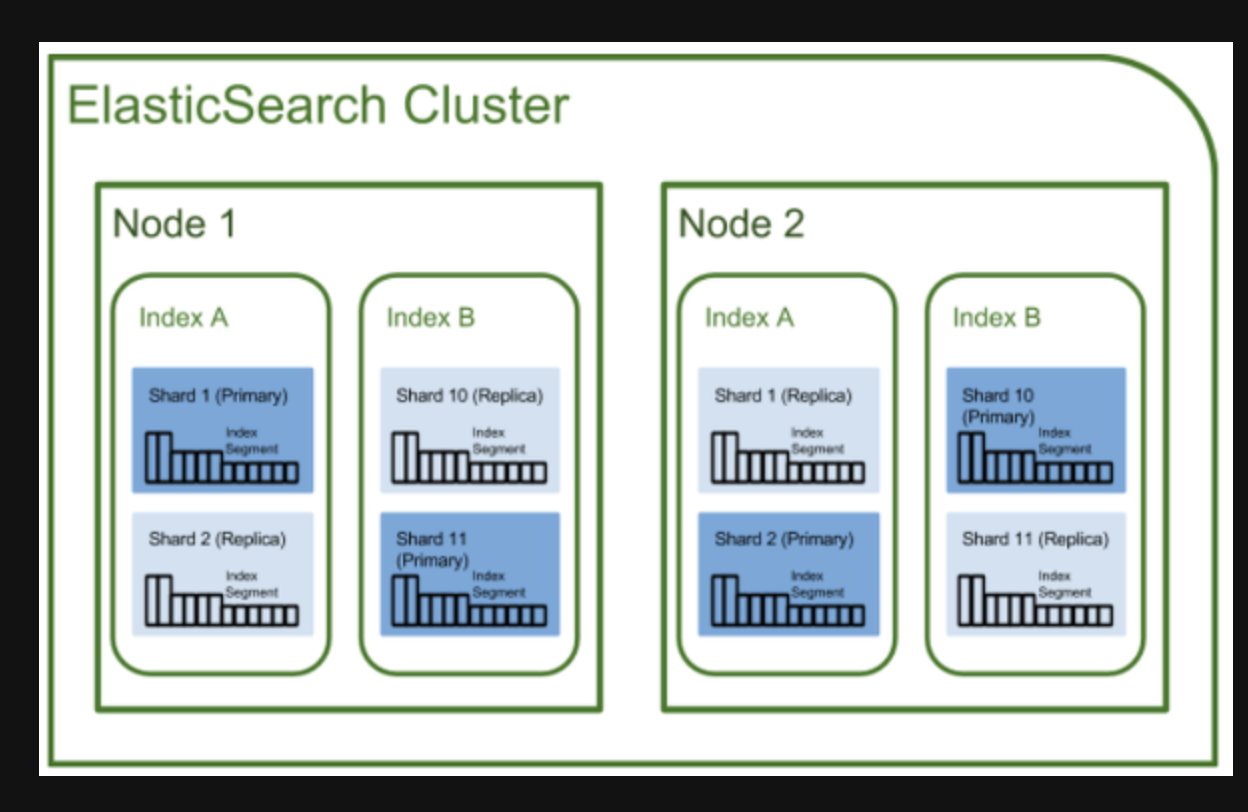 ElasticSearch Cluster
Node 1
Index A
Shard 1 (Primary)
Index
Segment
Shard 2 (Replica)
Index
Segment
Index B
Shard 10 (Replica)
Index
Segment
Shard 11
(Primary)
Index
Segment
Node 2
Index A
Shard 1 (Replica)
Index
Segment
Shard 2 (Primary)
Index
Segment
Index B
Shard 10
(Primary)
Index
Segment
Shard 11 (Replica)
Index
Segment